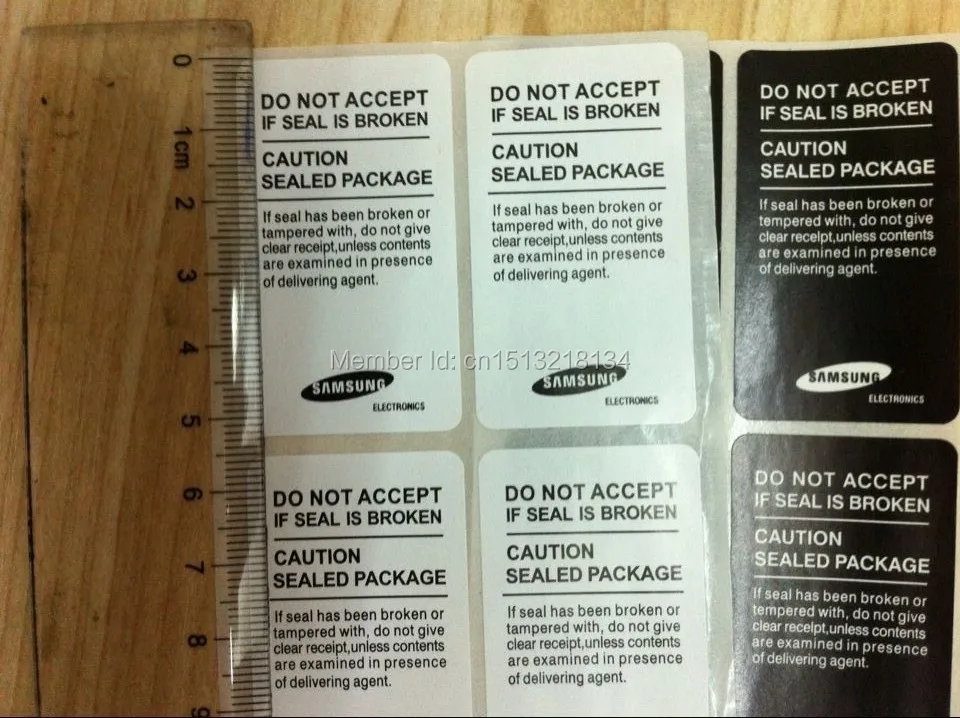 0
1cm
2
3
4
5
6
7
8
9
DO NOT ACCEPT
IF SEAL IS BROKEN
CAUTION
SEALED PACKAGE
If seal has been broken or
tampered with, do not give
clear receipt,unless contents
are examined in presence
of delivering agent.
SAMSUNG
ELECTRONICS
DO NOT ACCEPT
IF SEAL IS BROKEN
CAUTION
SEALED PACKAGE
If seal has been broken or
tampered with, do not give
clear receipt,unless contents
are examined in presence
of delivering agent.
SAMSUNG
ELECTRONICS
DO NOT ACCEPT
IF SEAL IS BROKEN
CAUTION
SEALED PACKAGE
If seal has been broken or
tampered with, do not give
clear receipt,unless contents
are examined in presence
of delivering agent.
SAMSUNG
ELECTRONICS
Member Id: cn1513218134
DO NOT ACCEPT
IF SEAL IS BROKEN
CAUTION
SEALED PACKAGE
If seal has been broken or
tampered with, do not give
clear receipt,unless contents
are examined in presence
of delivering agent.
DO NOT ACCEPT
IF SEAL IS BROKEN
CAUTION
SEALED PACKAGE
If seal has been broken or
tampered with, do not give
clear receipt,unless contents
are examined in presence
of delivering agent.
DO NOT ACCEPT
IF SEAL IS BROKEN
CAUTION
SEALED PACKAGE
If seal has been broken or
tampered with, do not give
clear receipt,unless contents
are examined in presence
of delivering agent.